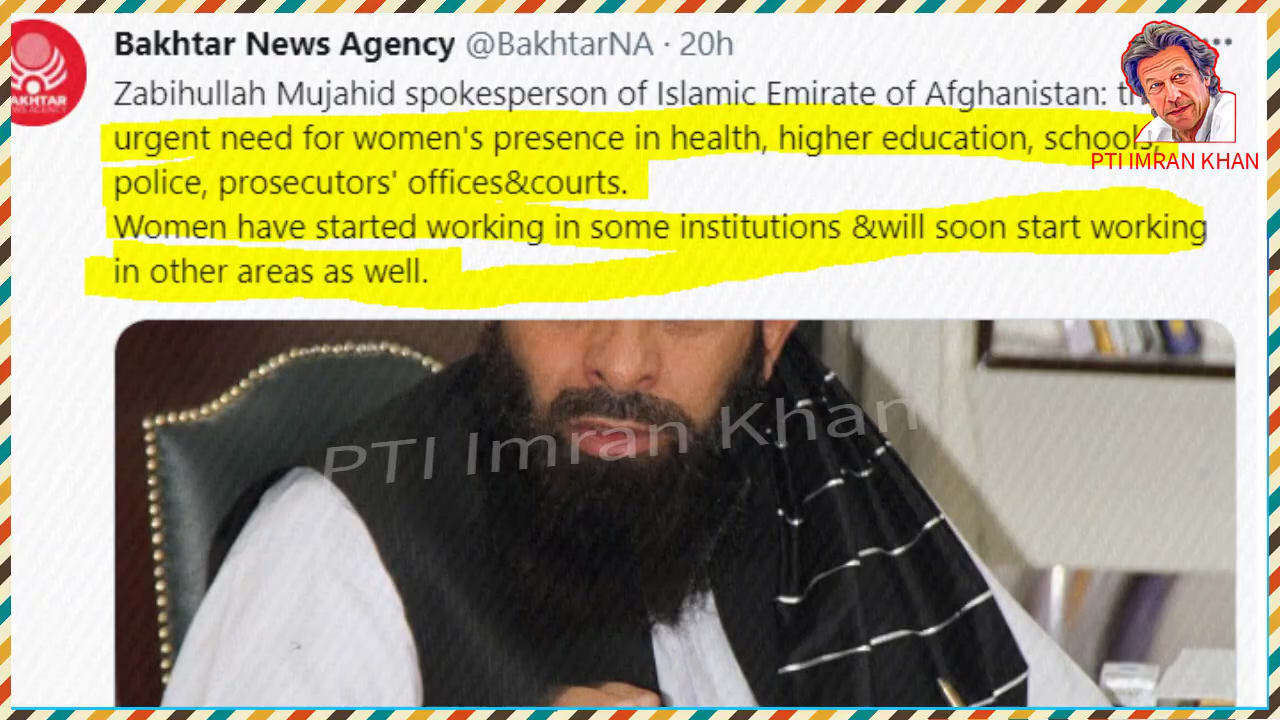 Bakhtar News Agency @BakhtarNA · 20h
Zabihullah Mujahid spokesperson of Islamic Emirate of Afghanistan:
urgent need for women's presence in health, higher education, schools,
police, prosecutors' offices&courts.
Women have started working in some institutions &will soon start working
in other areas as well.
PTI IMRAN KHAN
PTI Imran Khan